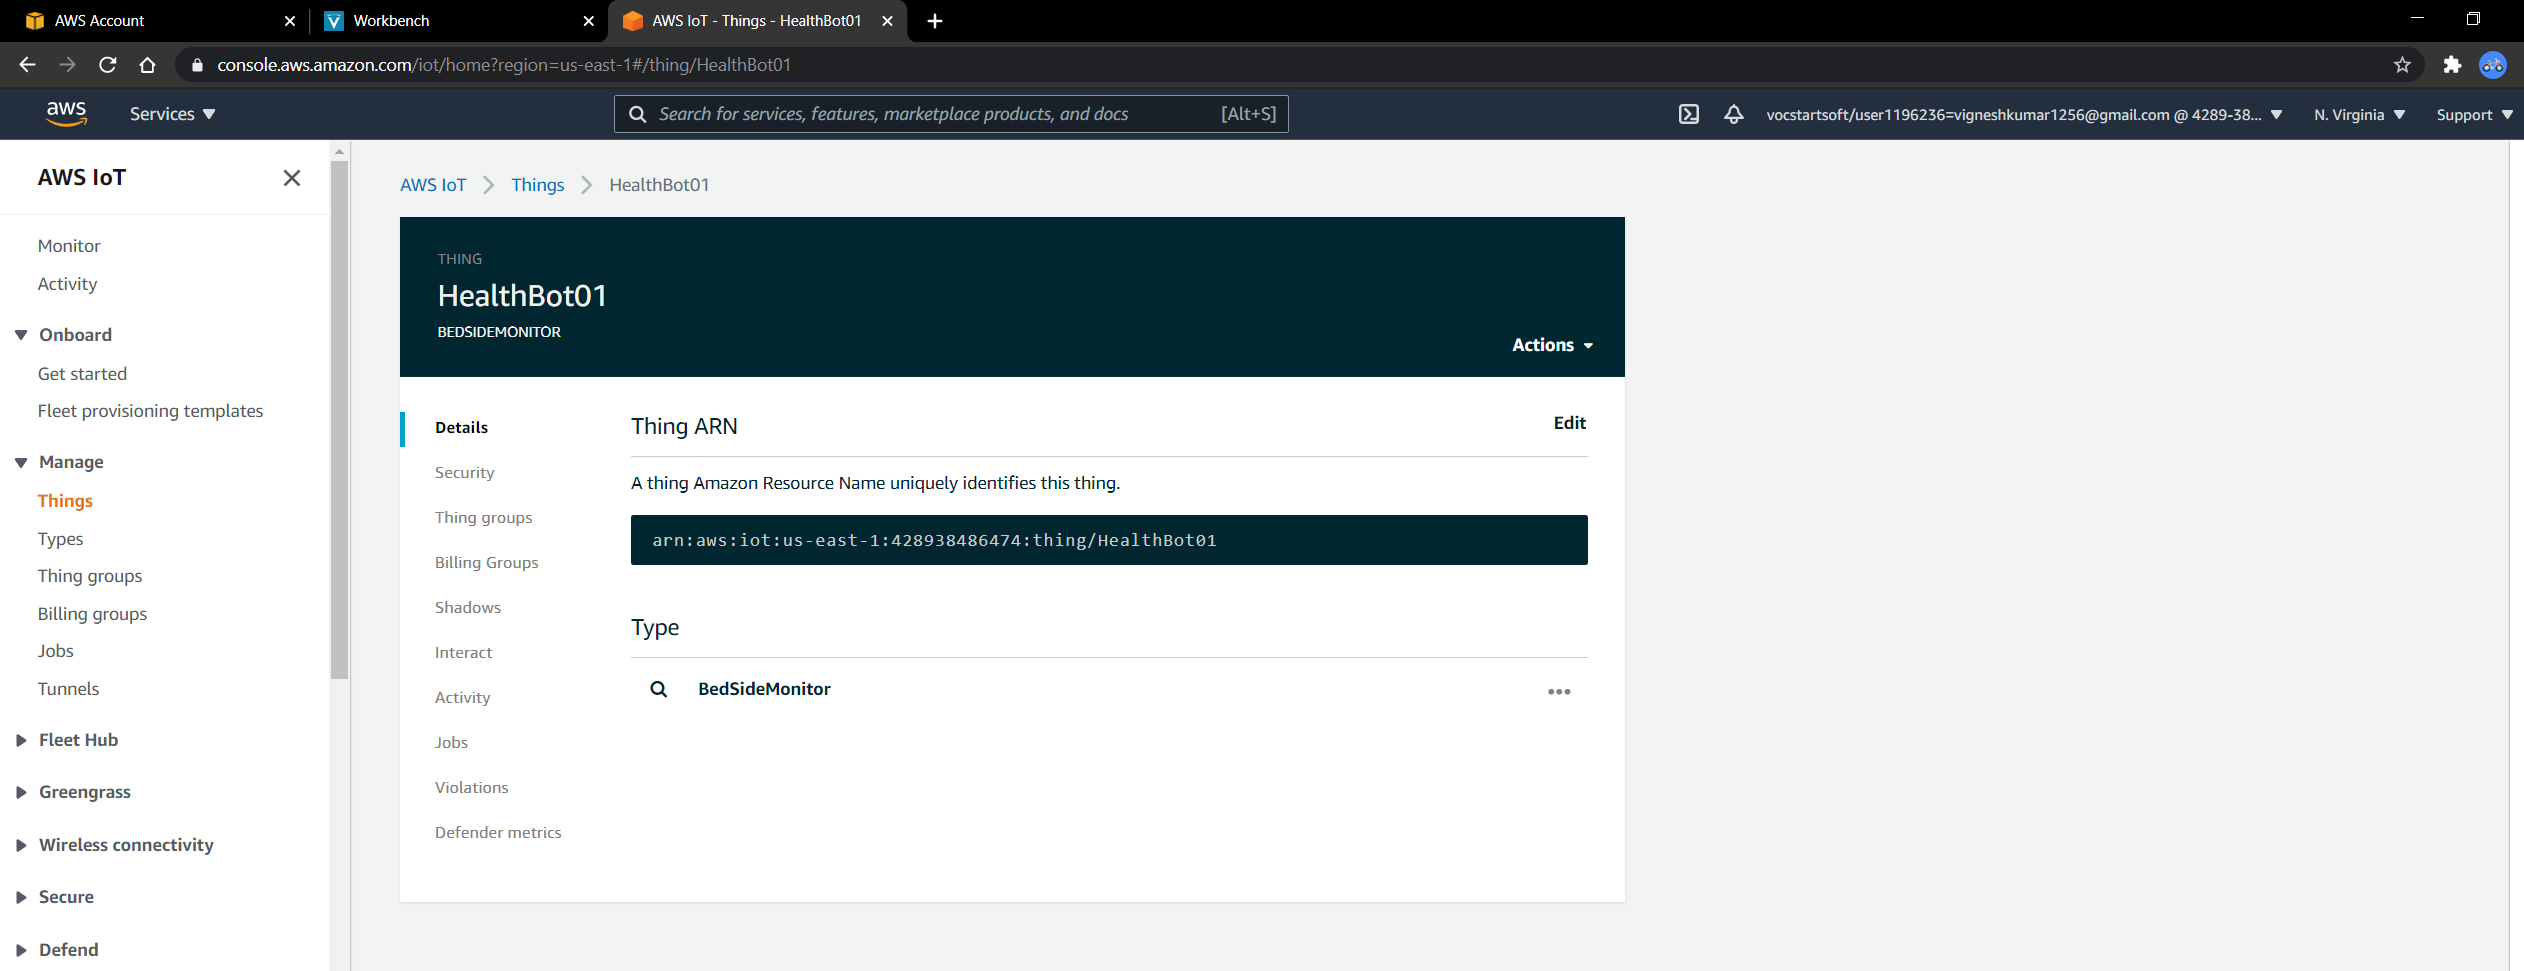 AWS Account
Workbench
AWS IoT - Things - HealthBot01
console.aws.amazon.com/iot/home?region=us-east-1#/thing/HealthBot01
aws
Services
Search for services, features, marketplace products, and docs
[Alt+S]
vocstartsoft/user1196236=vigneshkumar1256@gmail.com @ 4289-38...
N. Virginia
Support
AWS IoT
Monitor
Activity
Onboard
Get started
Fleet provisioning templates
Manage
Things
Types
Thing groups
Billing groups
Jobs
Tunnels
Fleet Hub
Greengrass
Wireless connectivity
Secure
Defend
AWS IoT > Things > HealthBot01
THING
HealthBot01
BEDSIDEMONITOR
Actions
Details
Security
Thing groups
Billing Groups
Shadows
Interact
Activity
Jobs
Violations
Defender metrics
Thing ARN
Edit
A thing Amazon Resource Name uniquely identifies this thing.
arn:aws:iot:us-east-1:428938486474:thing/HealthBot01
Type
BedSideMonitor